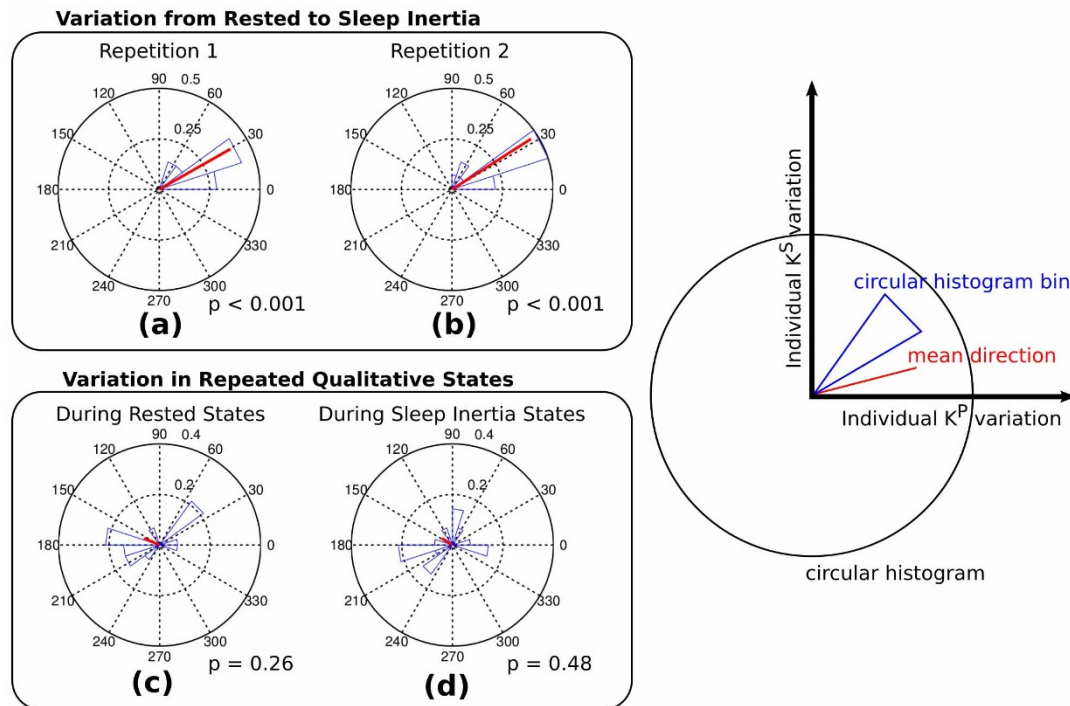 Variation from Rested to Sleep Inertia
Repetition 1
Repetition 2
90 0.5
120 60
150 0.25 30
180 0
210 330
240 300
270
p < 0.001
(a)
90 0.5
120 60
150 0.25 30
180 0
210 330
240 300
270
p < 0.001
(b)
Variation in Repeated Qualitative States
During Rested States
During Sleep Inertia States
90 0.4
120 60
150 0.2 30
180 0
210 330
240 300
270
p = 0.26
(c)
90 0.4
120 60
150 0.2 30
180 0
210 330
240 300
270
p = 0.48
(d)
Individual K^S variation
circular histogram bin
mean direction
Individual K^P variation
circular histogram